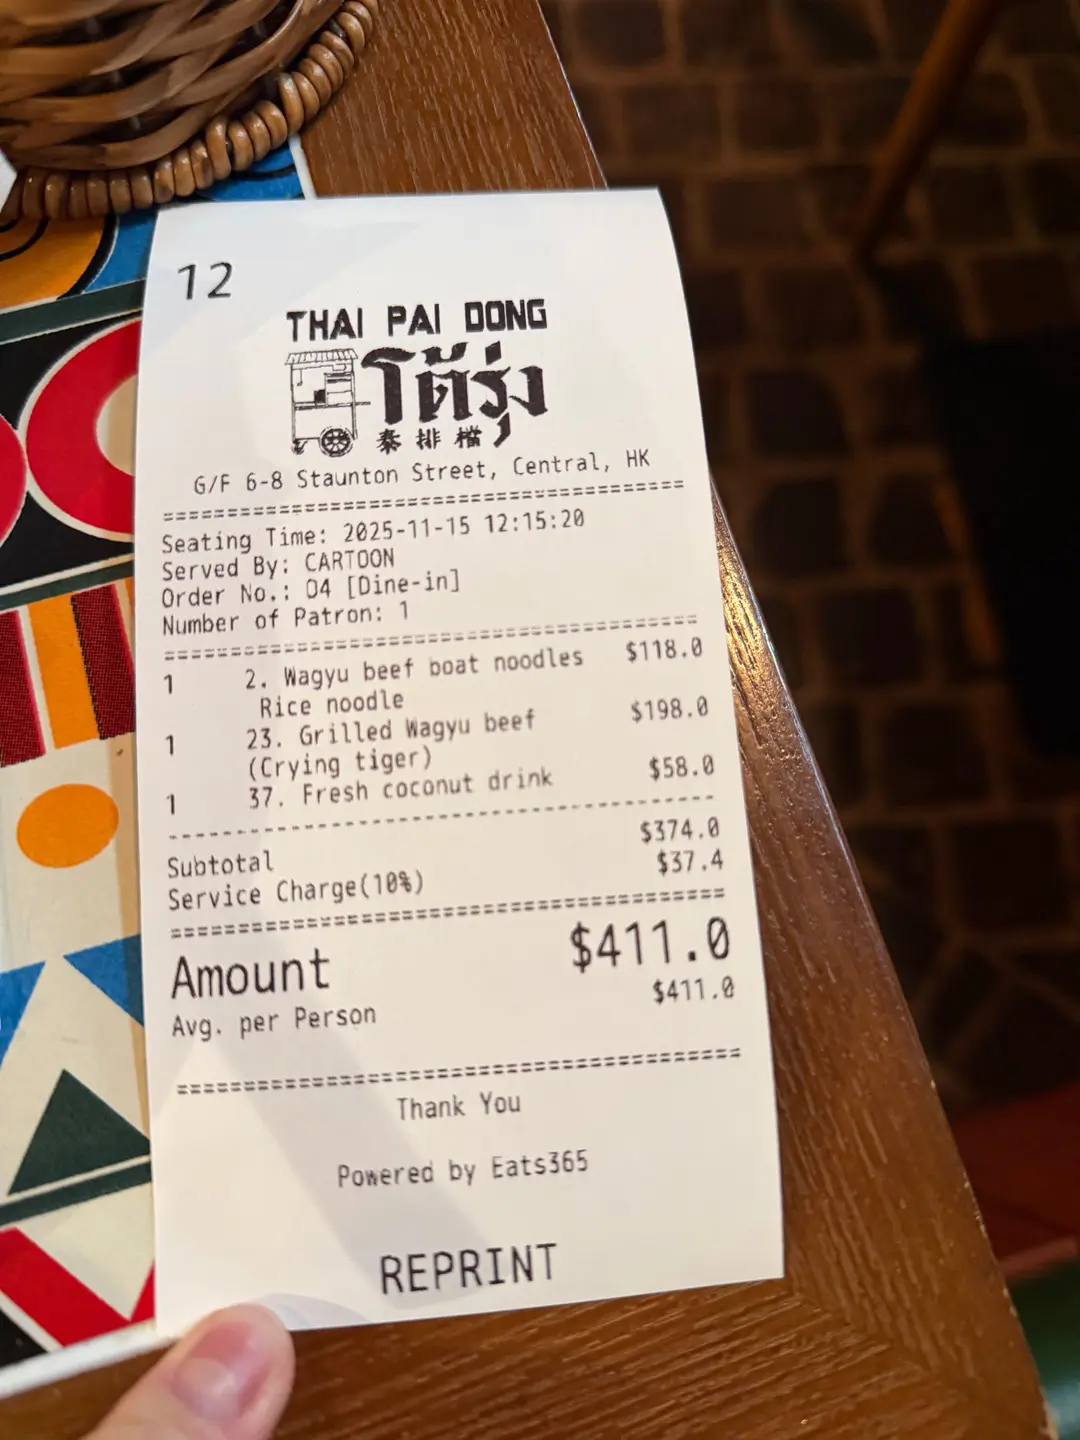 12
THAI PAI DONG
โต้รุ่ง
泰排檔
G/F 6-8 Staunton Street, Central, HK
Seating Time: 2025-11-15 12:15:20
Served By: CARTOON
Order No.: 04 [Dine-in]
Number of Patron: 1
1 2. Wagyu beef boat noodles $118.0
Rice noodle
1 23. Grilled Wagyu beef $198.0
(Crying tiger)
1 37. Fresh coconut drink $58.0
Subtotal $374.0
Service Charge(10%) $37.4
Amount $411.0
Avg. per Person $411.0
Thank You
Powered by Eats365
REPRINT